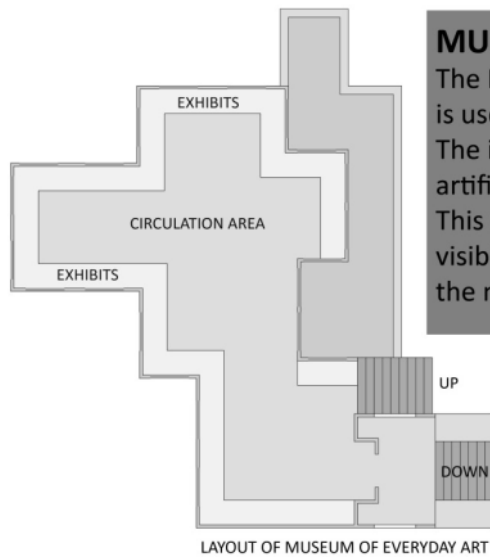 EXHIBITS
CIRCULATION AREA
EXHIBITS
UP
DOWN
LAYOUT OF MUSEUM OF EVERYDAY ART
MU
The
is use
The i
artifi
This
visib
the